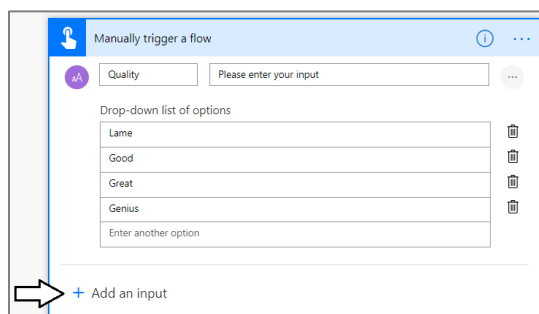 Manually trigger a flow
AA
Quality
Please enter your input
Drop-down list of options
Lame
Good
Great
Genius
Enter another option
+ Add an input